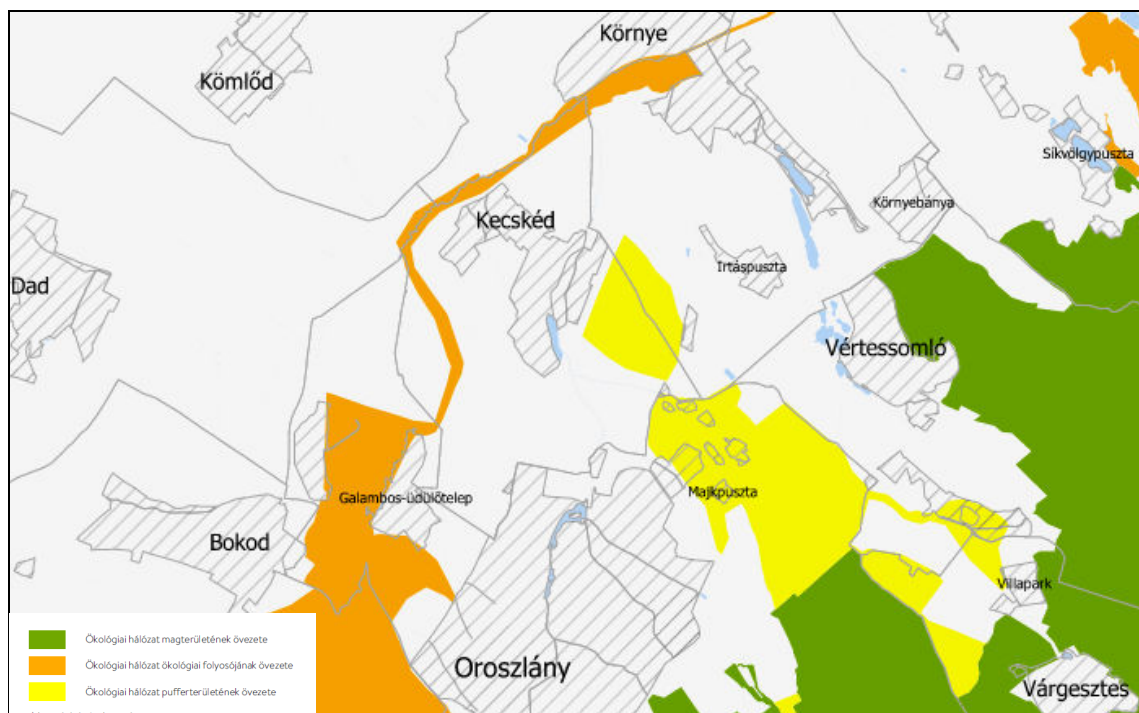 Környe
Kömlőd
Síkvölgypuszta
Környebánya
Kecskéd
Irtáspuszta
Dad
Vértessomló
Majkpuszta
Galambos-üdülőtelep
Bokod
Villapark
Oroszlány
Várgesztes
Ökológiai hálózat magterületének övezete
Ökológiai hálózat ökológiai folyosójának övezete
Ökológiai hálózat pufferterületének övezete